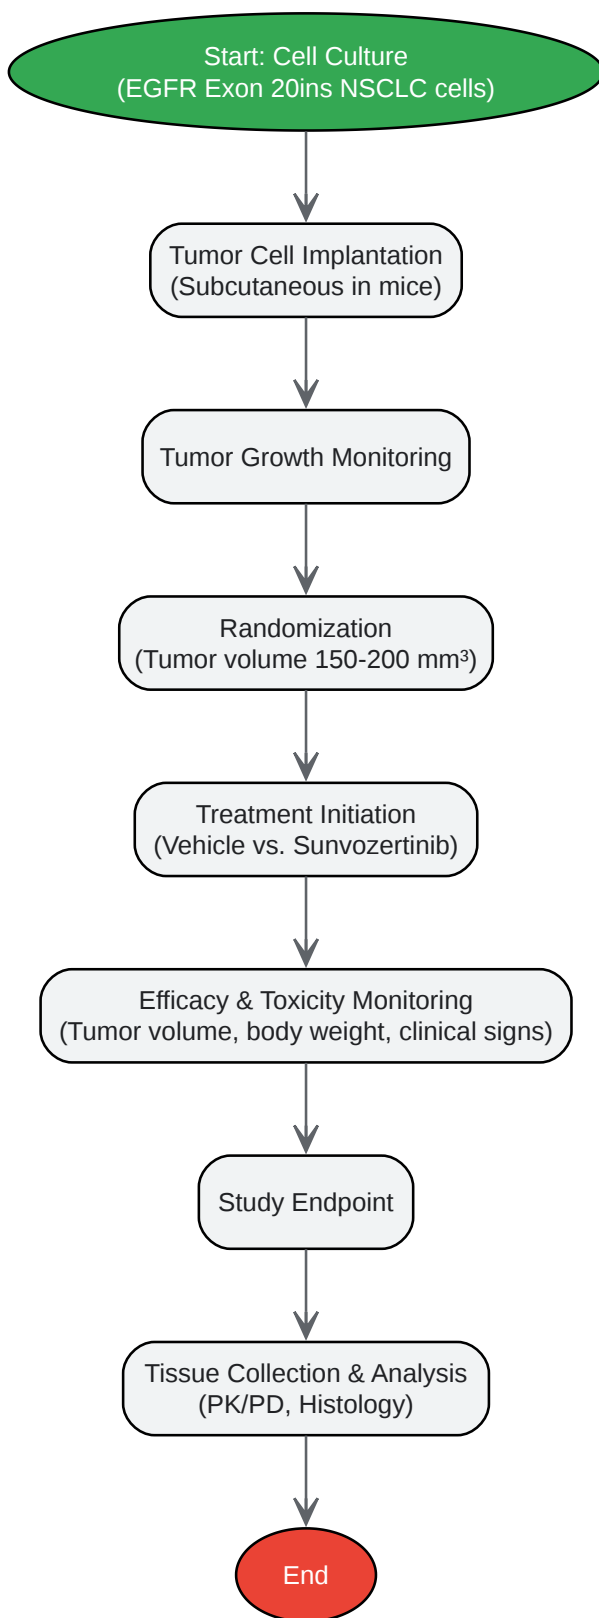 Start: Cell Culture
(EGFR Exon 20ins NSCLC cells)
Tumor Cell Implantation
(Subcutaneous in mice)
Tumor Growth Monitoring
Randomization
(Tumor volume 150-200 mm³)
Treatment Initiation
(Vehicle vs. Sunvozertinib)
Efficacy & Toxicity Monitoring
(Tumor volume, body weight, clinical signs)
Study Endpoint
Tissue Collection & Analysis
(PK/PD, Histology)
End